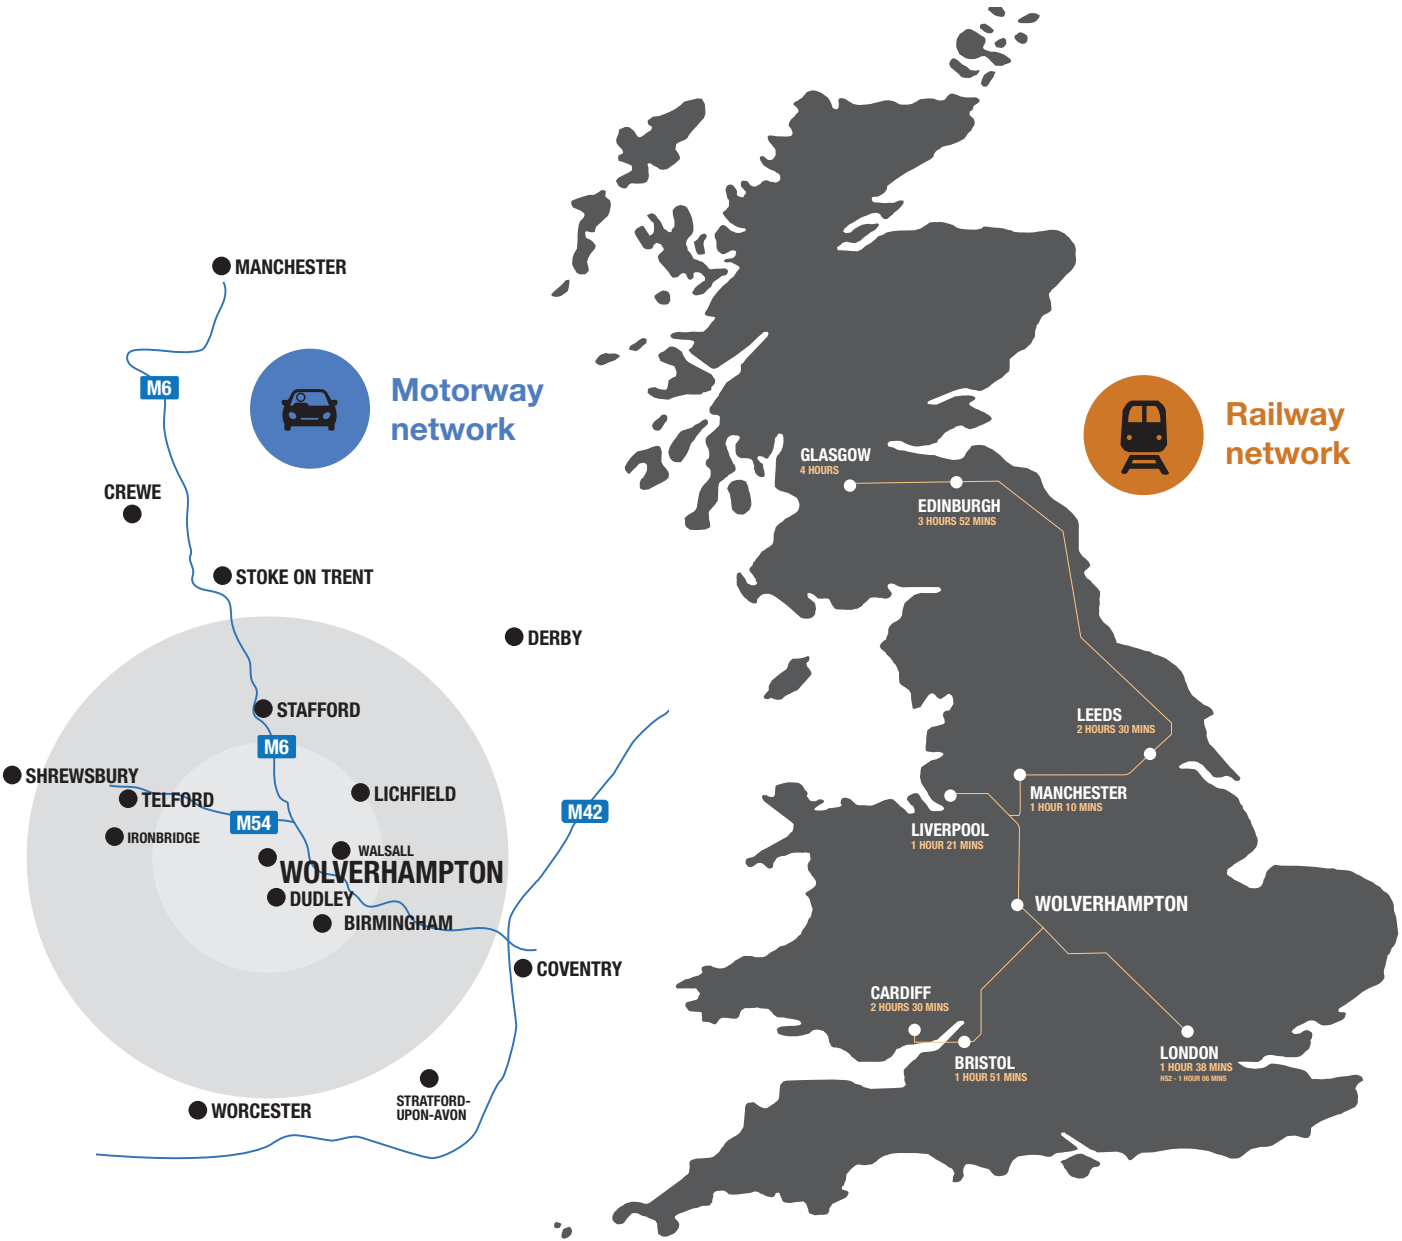 MANCHESTER
M6
Motorway
network
CREWE
STOKE ON TRENT
DERBY
STAFFORD
M6
SHREWSBURY
TELFORD
LICHFIELD
M54
M42
IRONBRIDGE
WALSALL
WOLVERHAMPTON
DUDLEY
BIRMINGHAM
COVENTRY
STRATFORD-
UPON-AVON
WORCESTER
Railway
network
GLASGOW
4 HOURS
EDINBURGH
3 HOURS 52 MINS
LEEDS
2 HOURS 30 MINS
MANCHESTER
1 HOUR 10 MINS
LIVERPOOL
1 HOUR 21 MINS
WOLVERHAMPTON
CARDIFF
2 HOURS 30 MINS
BRISTOL
1 HOUR 51 MINS
LONDON
1 HOUR 38 MINS
HS2 - 1 HOUR 06 MINS